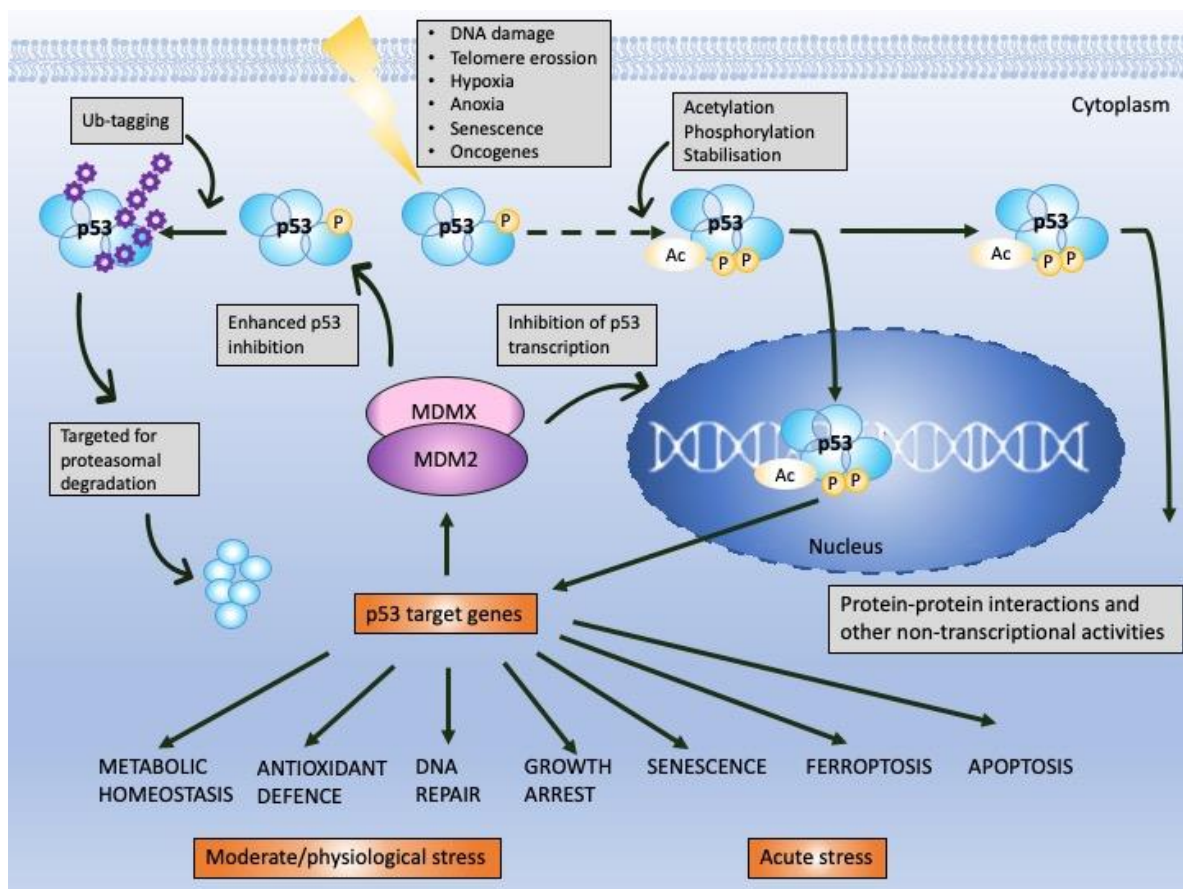 • DNA damage
• Telomere erossion
• Hypoxia
• Anoxia
• Senescence
• Oncogenes
Cytoplasm
Ub-tagging
Acetylation
Phosphorylation
Stabilisation
p53
p53
P
p53
P
p53
Ac
P P
p53
Ac
P P
Enhanced p53
inhibition
Inhibition of p53
transcription
MDMX
MDM2
p53
Ac
P P
Nucleus
Targeted for
proteasomal
degradation
p53 target genes
Protein-protein interactions and
other non-transcriptional activities
METABOLIC
HOMEOSTASIS
ANTIOXIDANT
DEFENCE
DNA
REPAIR
GROWTH
ARREST
SENESCENCE
FERROPTOSIS
APOPTOSIS
Moderate/physiological stress
Acute stress